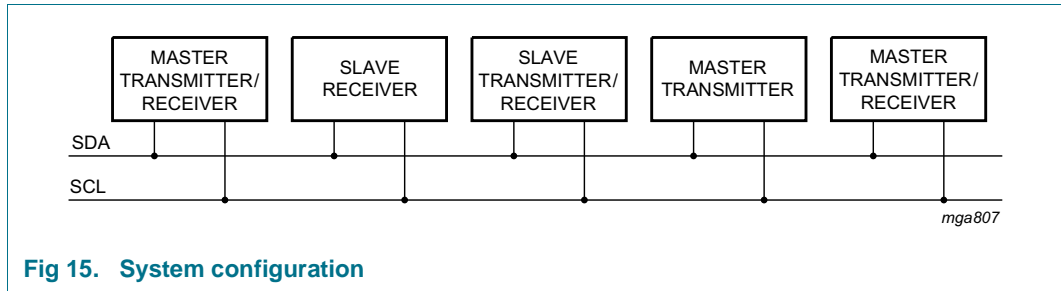 MASTER
TRANSMITTER/
RECEIVER
SLAVE
RECEIVER
SLAVE
TRANSMITTER/
RECEIVER
MASTER
TRANSMITTER
MASTER
TRANSMITTER/
RECEIVER
SDA
SCL
mga807
Fig 15. System configuration